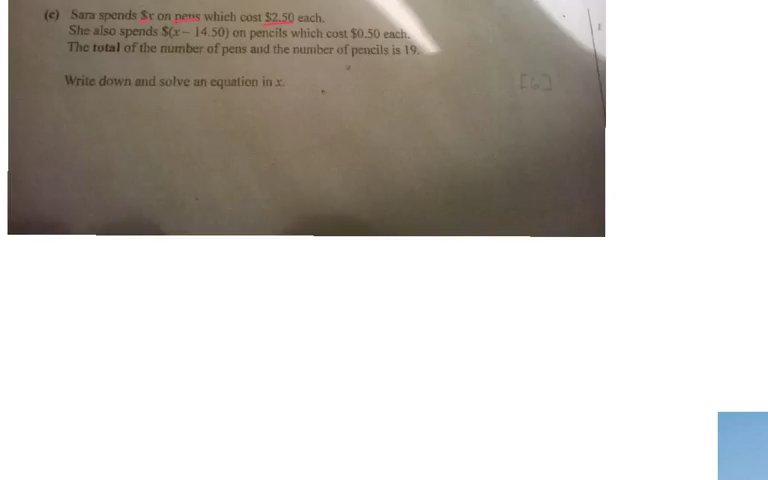 (c) Sara spends $x on pens which cost $2.50 each.
She also spends $(x – 14.50) on pencils which cost $0.50 each.
The total of the number of pens and the number of pencils is 19.
Write down and solve an equation in x.
[6]